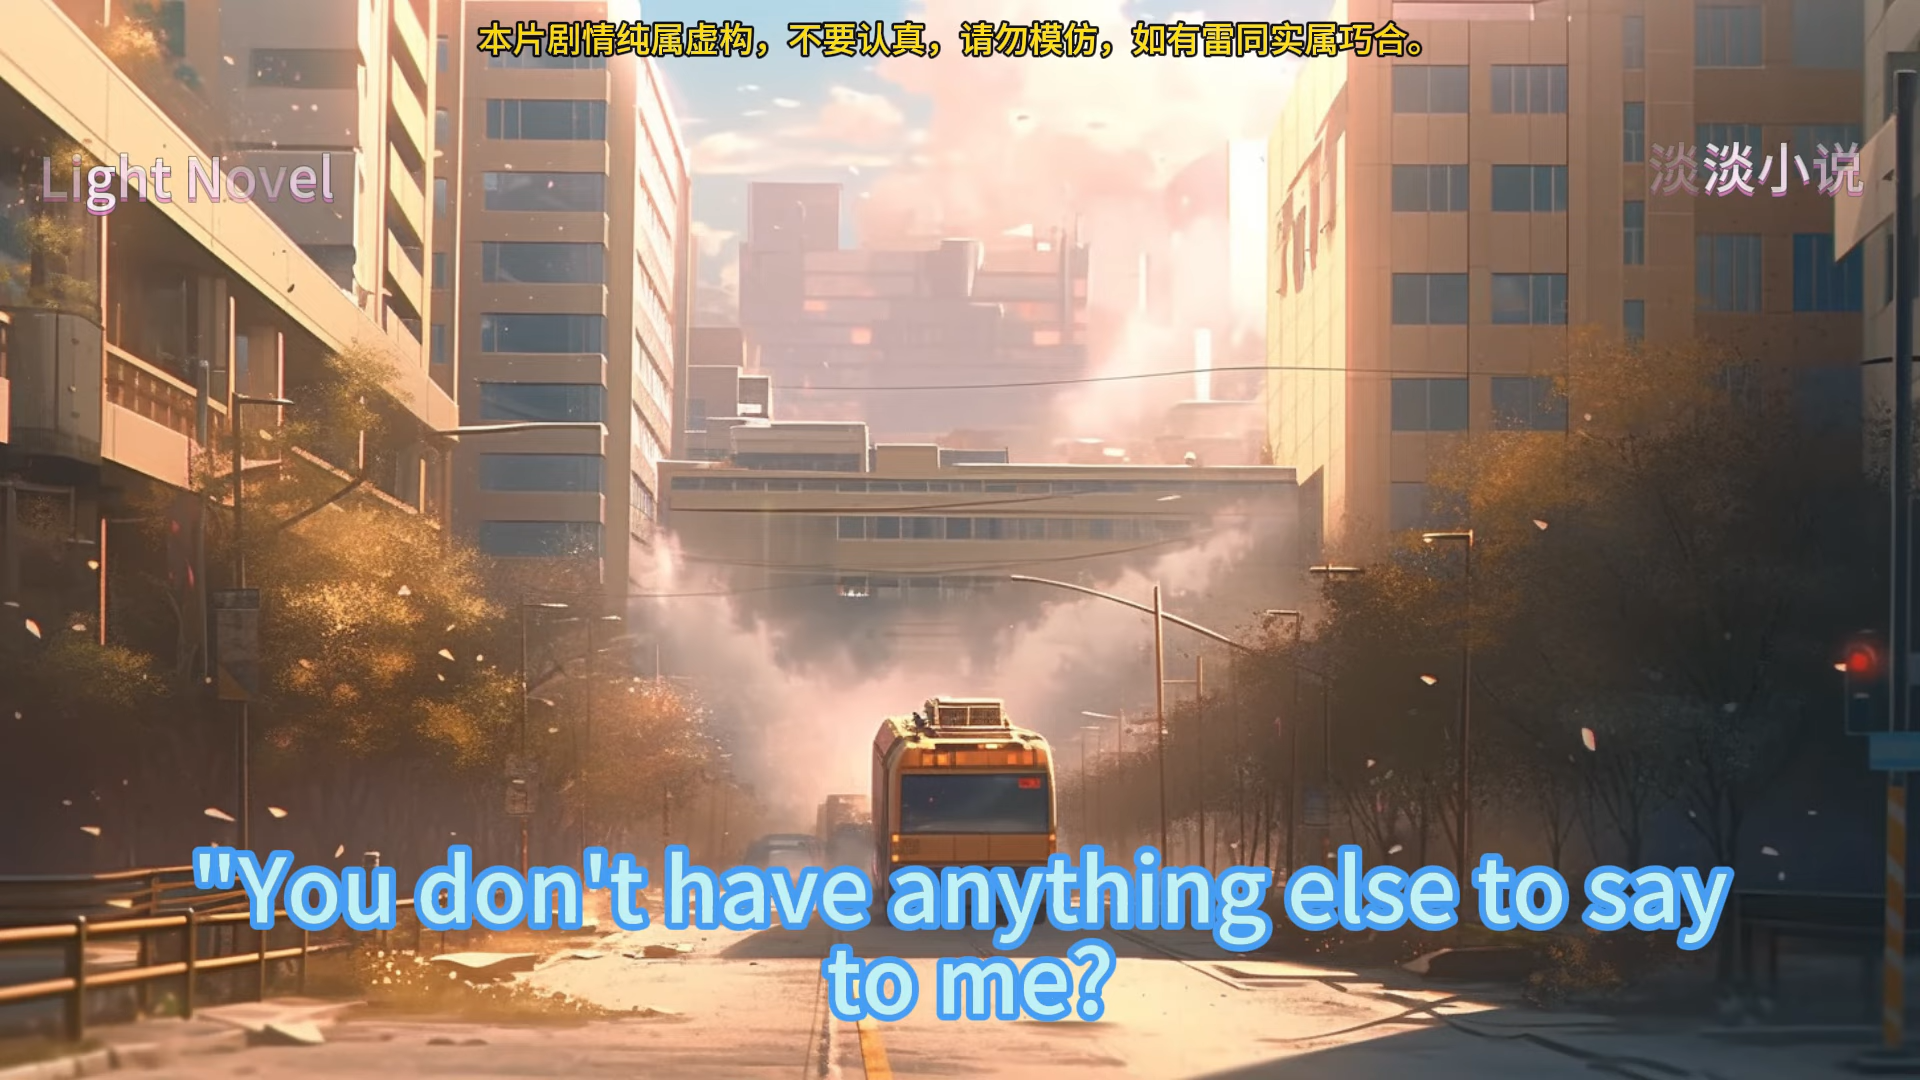 本片剧情纯属虚构，不要认真，请勿模仿，如有雷同实属巧合。
Light Novel
淡淡小说
"You don't have anything else to say
to me?